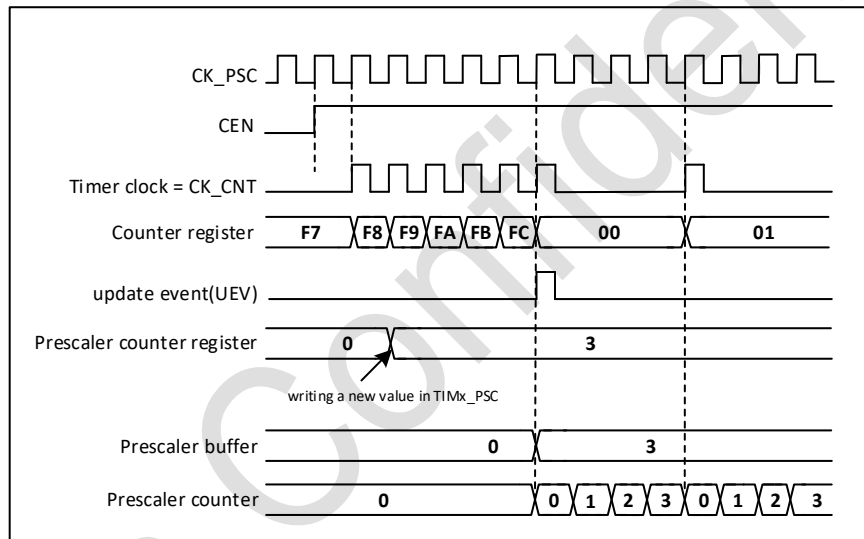 CK_PSC
CEN
Timer clock = CK_CNT
Counter register F7 F8 F9 FA FB FC 00 01
update event(UEV)
Prescaler counter register 0 3
writing a new value in TIMx_PSC
Prescaler buffer 0 3
Prescaler counter 0 0 1 2 3 0 1 2 3